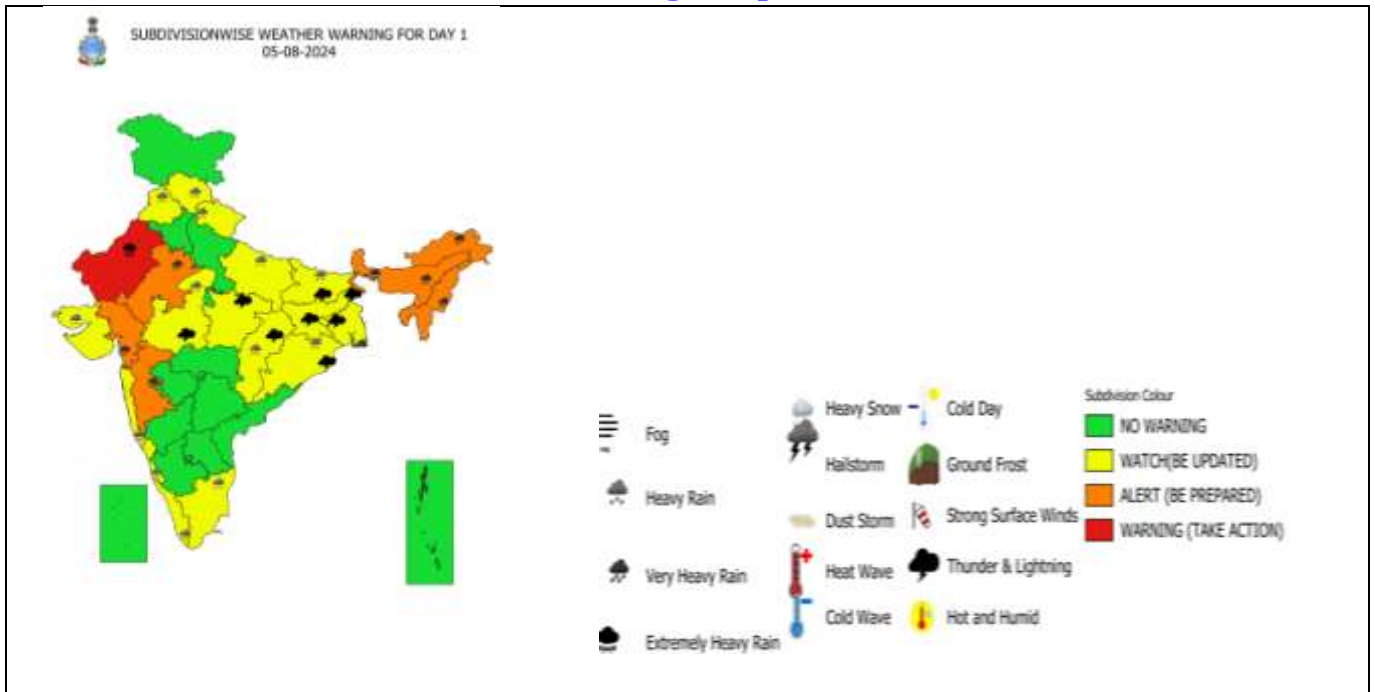 SUBDIVISIONWISE WEATHER WARNING FOR DAY 1
05-08-2024
Fog
Heavy Rain
Very Heavy Rain
Extremely Heavy Rain
Heavy Snow
Hailstorm
Dust Storm
Heat Wave
Cold Wave
Cold Day
Ground Frost
Strong Surface Winds
Thunder & Lightning
Hot and Humid
Subdivision Colour
NO WARNING
WATCH(BE UPDATED)
ALERT (BE PREPARED)
WARNING (TAKE ACTION)